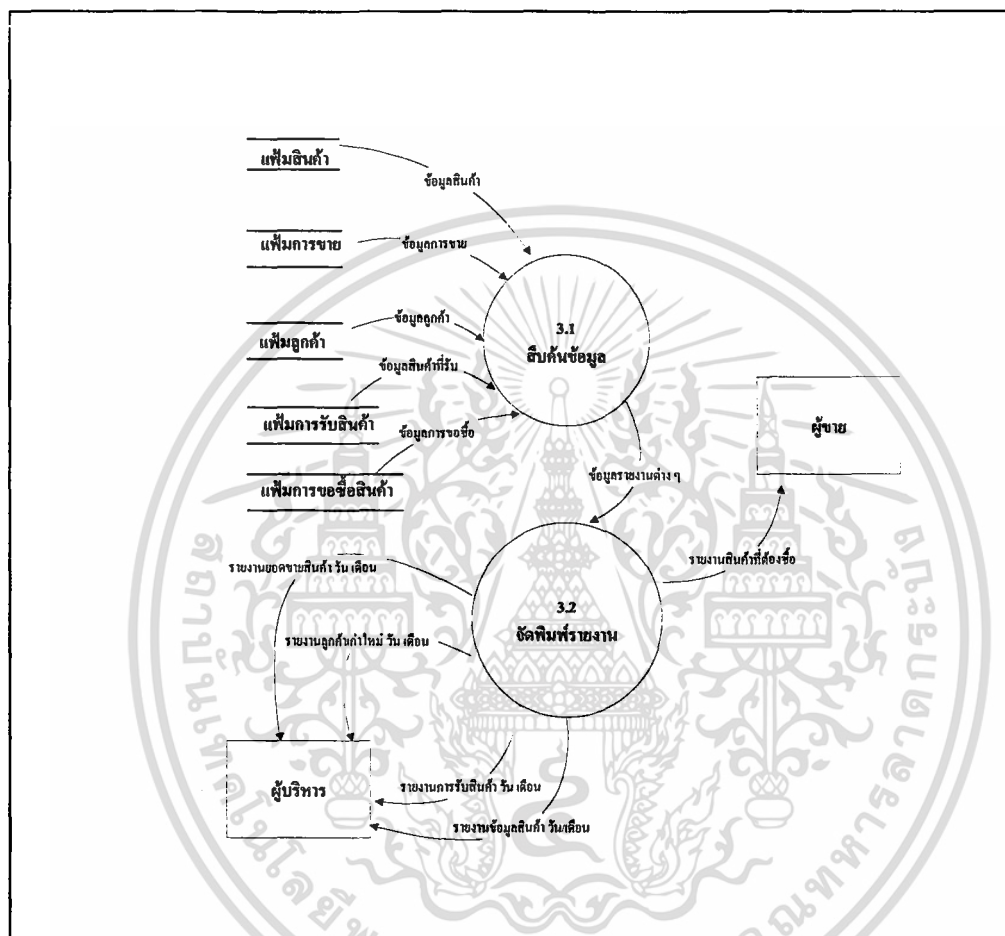 แฟ้มสินค้า
ข้อมูลสินค้า
แฟ้มการขาย
ข้อมูลการขาย
แฟ้มลูกค้า
ข้อมูลลูกค้า
3.1
สืบค้นข้อมูล
ข้อมูลสินค้าที่รับ
แฟ้มการรับสินค้า
ข้อมูลการขอซื้อ
ผู้ขาย
แฟ้มการขอซื้อสินค้า
ข้อมูลรายงานต่าง ๆ
รายงานสินค้าที่ต้องซื้อ
รายงานยอดขายสินค้า วัน เดือน
3.2
จัดพิมพ์รายงาน
รายงานลูกค้าเก่าใหม่ วัน เดือน
ผู้บริหาร
รายงานการรับสินค้า วัน เดือน
รายงานข้อมูลสินค้า วัน/เดือน